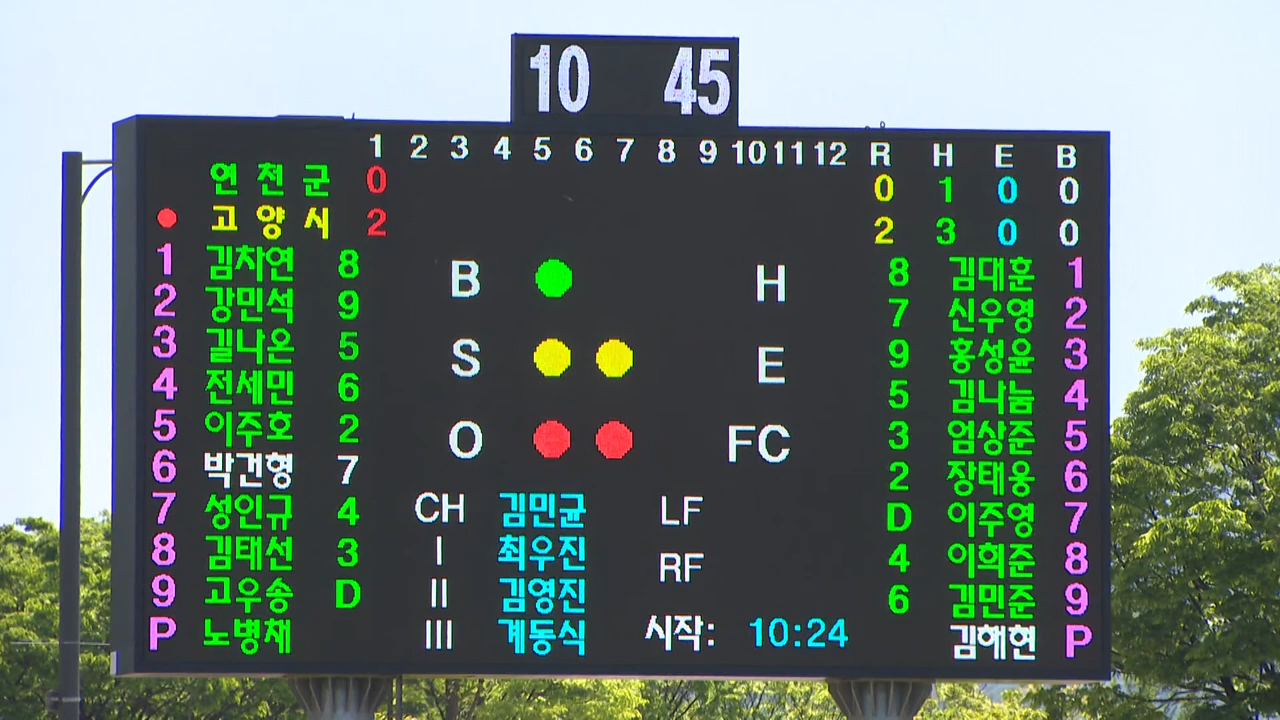 10 45
1 2 3 4 5 6 7 8 9 10 11 12 R H E B
연천군 0 0 1 0 0
고양시 2 2 3 0 0
1 김차연 8 B H 8 김대훈 1
2 강민석 9 7 신우영 2
3 길나온 5 S E 9 홍성윤 3
4 전세민 6 5 김나눔 4
5 이주호 2 O FC 3 엄상준 5
6 박건형 7 2 장태웅 6
7 성인규 4 CH 김민균 LF D 이주영 7
8 김태선 3 I 최우진 RF 4 이희준 8
9 고우송 D II 김영진 6 김민준 9
P 노병채 III 계동식 시작: 10:24 김해현 P